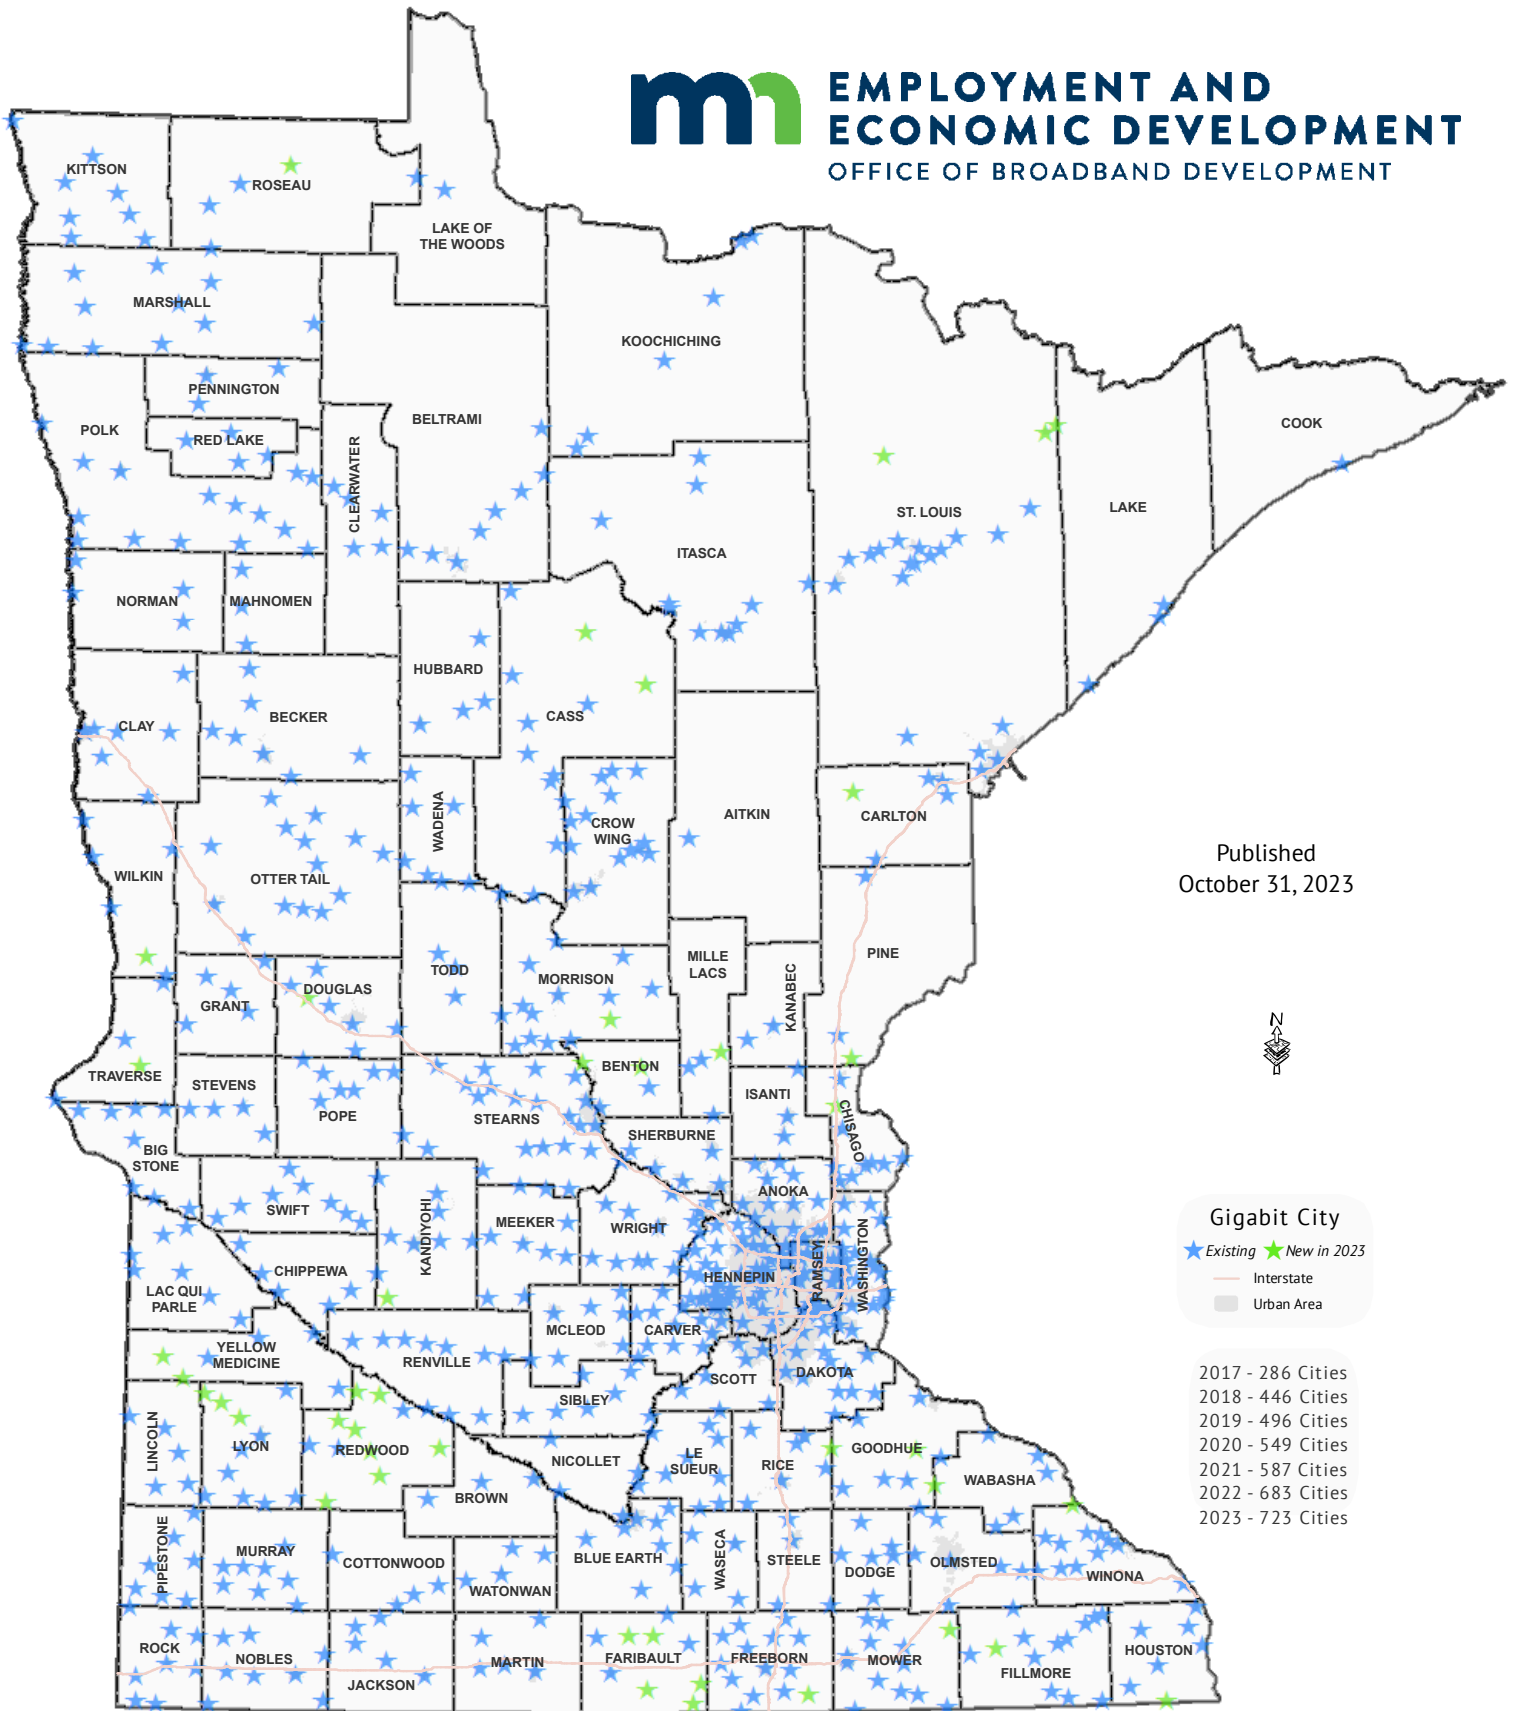 mn
EMPLOYMENT AND
ECONOMIC DEVELOPMENT
OFFICE OF BROADBAND DEVELOPMENT
KITTSON
ROSEAU
LAKE OF
THE WOODS
MARSHALL
KOOCHICHING
PENNINGTON
BELTRAMI
COOK
POLK
RED LAKE
CLEARWATER
LAKE
ST. LOUIS
ITASCA
NORMAN
MAHNOMEN
HUBBARD
CASS
BECKER
CLAY
WADENA
CROW
WING
AITKIN
CARLTON
Published
October 31, 2023
WILKIN
OTTER TAIL
PINE
MILLE
LACS
TODD
MORRISON
KANABEC
DOUGLAS
GRANT
N
BENTON
TRAVERSE
STEVENS
ISANTI
POPE
STEARNS
SHERBURNE
CHISAGO
BIG
STONE
ANOKA
SWIFT
KANDIYOHI
MEEKER
WRIGHT
WASHINGTON
Gigabit City
Existing
New in 2023
Interstate
Urban Area
CHIPPEWA
HENNEPIN
RAMSEY
LAC QUI
PARLE
MCLEOD
CARVER
YELLOW
MEDICINE
RENVILLE
SCOTT
DAKOTA
SIBLEY
2017 - 286 Cities
2018 - 446 Cities
2019 - 496 Cities
2020 - 549 Cities
2021 - 587 Cities
2022 - 683 Cities
2023 - 723 Cities
LINCOLN
LYON
REDWOOD
NICOLLET
LE
SUEUR
RICE
GOODHUE
WABASHA
BROWN
PIPESTONE
MURRAY
COTTONWOOD
WATONWAN
BLUE EARTH
WASECA
STEELE
DODGE
OLMSTED
WINONA
ROCK
NOBLES
JACKSON
MARTIN
FARIBAULT
FREEBORN
MOWER
FILLMORE
HOUSTON